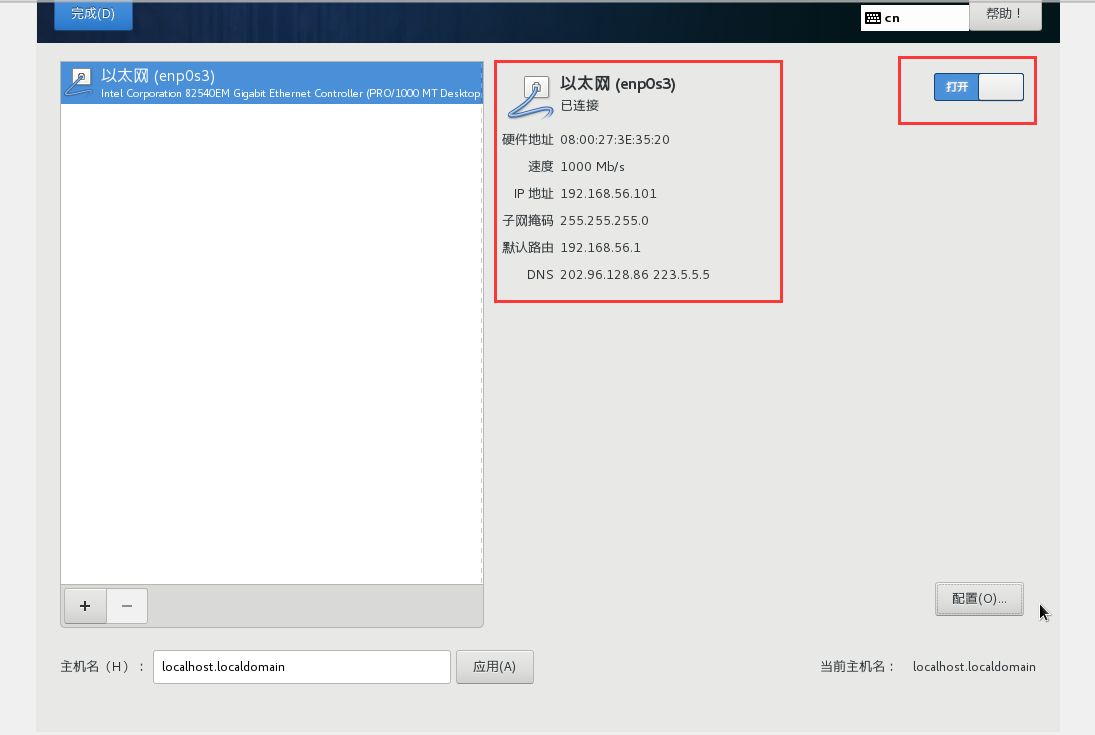 完成(D)
cn
帮助！
以太网 (enp0s3)
Intel Corporation 82540EM Gigabit Ethernet Controller (PRO/1000 MT Desktop
以太网 (enp0s3)
已连接
打开
硬件地址 08:00:27:3E:35:20
速度 1000 Mb/s
IP 地址 192.168.56.101
子网掩码 255.255.255.0
默认路由 192.168.56.1
DNS 202.96.128.86 223.5.5.5
+ −
配置(O)...
主机名（H）： localhost.localdomain 应用(A) 当前主机名： localhost.localdomain